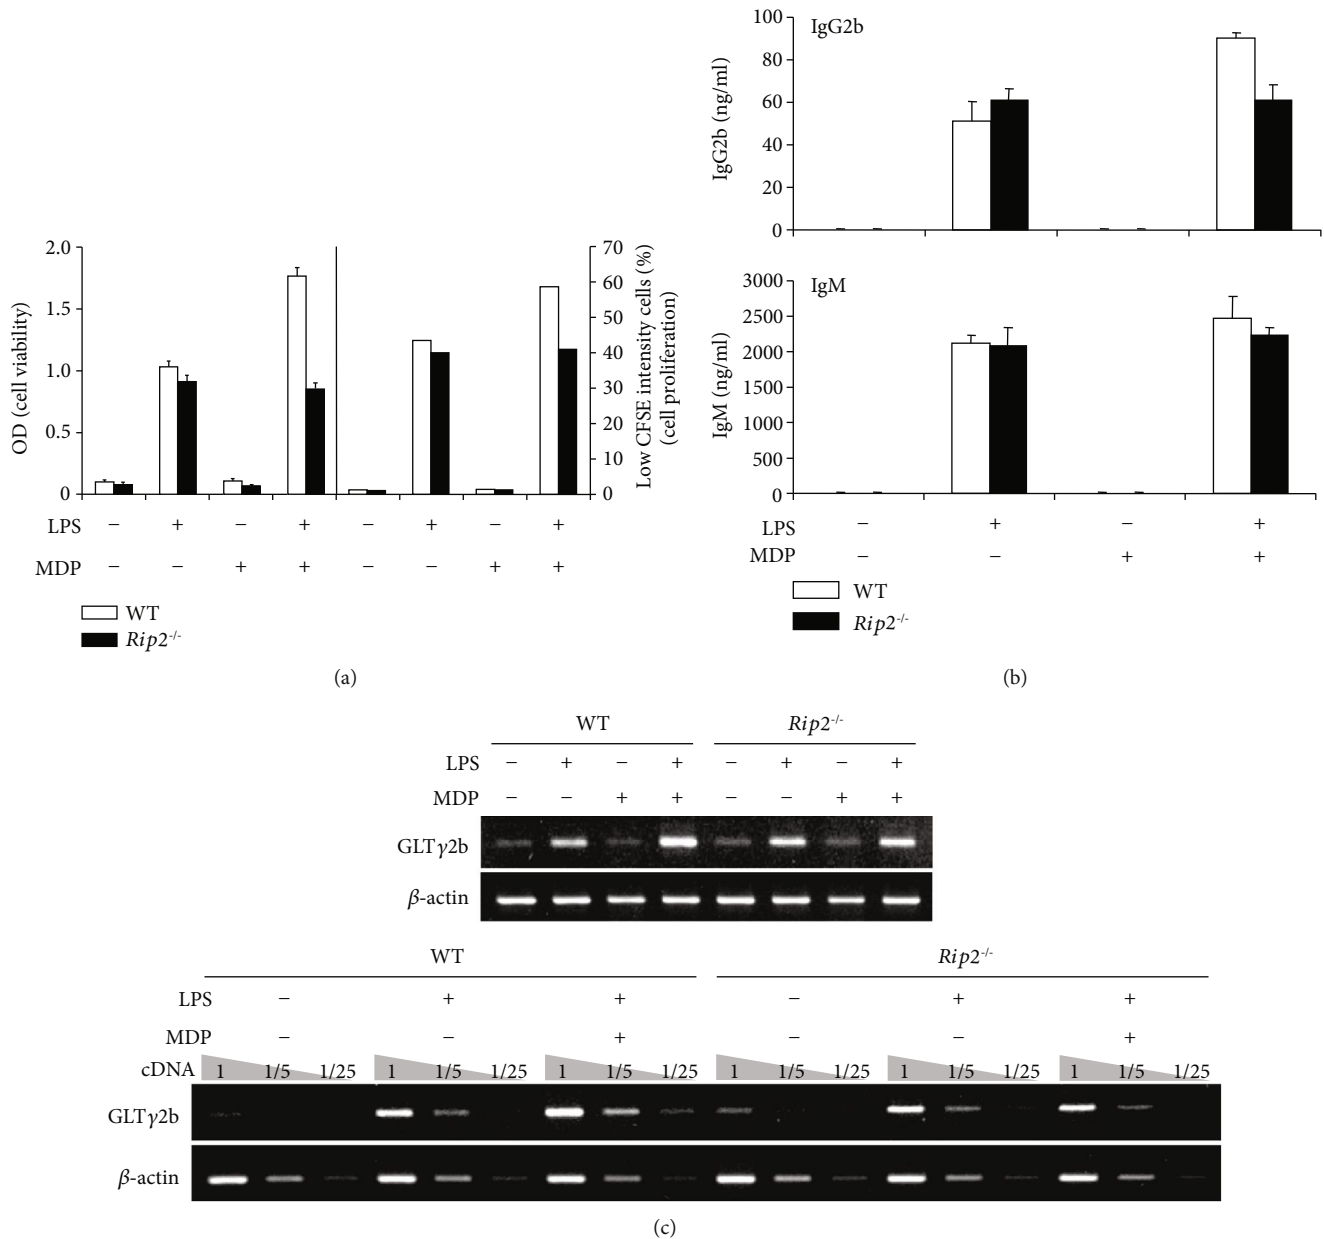 2.0
1.5
1.0
0.5
0
OD (cell viability)
70
60
50
40
30
20
10
0
Low CFSE intensity cells (%)
(cell proliferation)
LPS − + − + − + − +
MDP − − + + − − + +
WT
Rip2-/-
(a)
IgG2b
100
80
60
40
20
0
IgG2b (ng/ml)
IgM
3000
2500
2000
1500
1000
500
0
IgM (ng/ml)
LPS − + − +
MDP − − + +
WT
Rip2-/-
(b)
WT Rip2-/-
LPS − + − + − + − +
MDP − − + + − − + +
GLTγ2b
β-actin
WT Rip2-/-
LPS − + + − + +
MDP − − + − − +
cDNA 1 1/5 1/25 1 1/5 1/25 1 1/5 1/25 1 1/5 1/25 1 1/5 1/25 1 1/5 1/25
GLTγ2b
β-actin
(c)